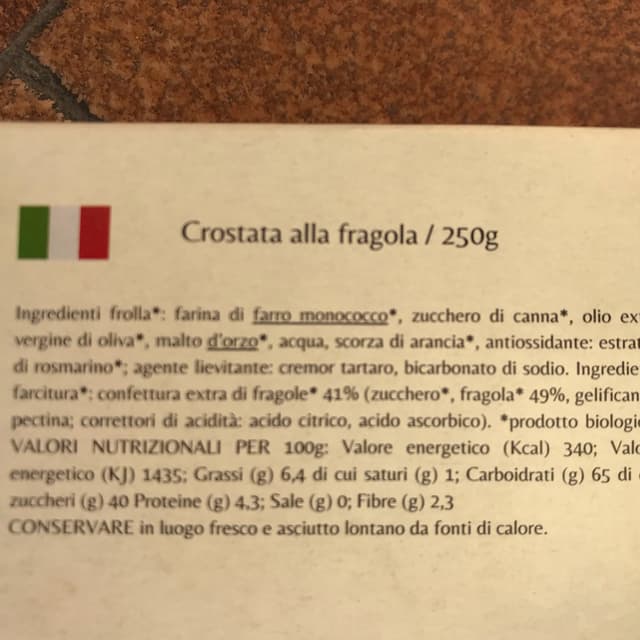 Crostata alla fragola / 250g
Ingredienti frolla*: farina di farro monococco*, zucchero di canna*, olio ex
vergine di oliva*, malto d'orzo*, acqua, scorza di arancia*, antiossidante: estrat
di rosmarino*; agente lievitante: cremor tartaro, bicarbonato di sodio. Ingredie
farcitura*: confettura extra di fragole* 41% (zucchero*, fragola* 49%, gelifican
pectina; correttori di acidità: acido citrico, acido ascorbico). *prodotto biologi
VALORI NUTRIZIONALI PER 100g: Valore energetico (Kcal) 340; Valo
energetico (KJ) 1435; Grassi (g) 6,4 di cui saturi (g) 1; Carboidrati (g) 65 di
zuccheri (g) 40 Proteine (g) 4,3; Sale (g) 0; Fibre (g) 2,3
CONSERVARE in luogo fresco e asciutto lontano da fonti di calore.